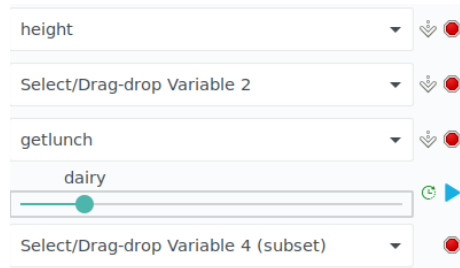 height
Select/Drag-drop Variable 2
getlunch
dairy
Select/Drag-drop Variable 4 (subset)